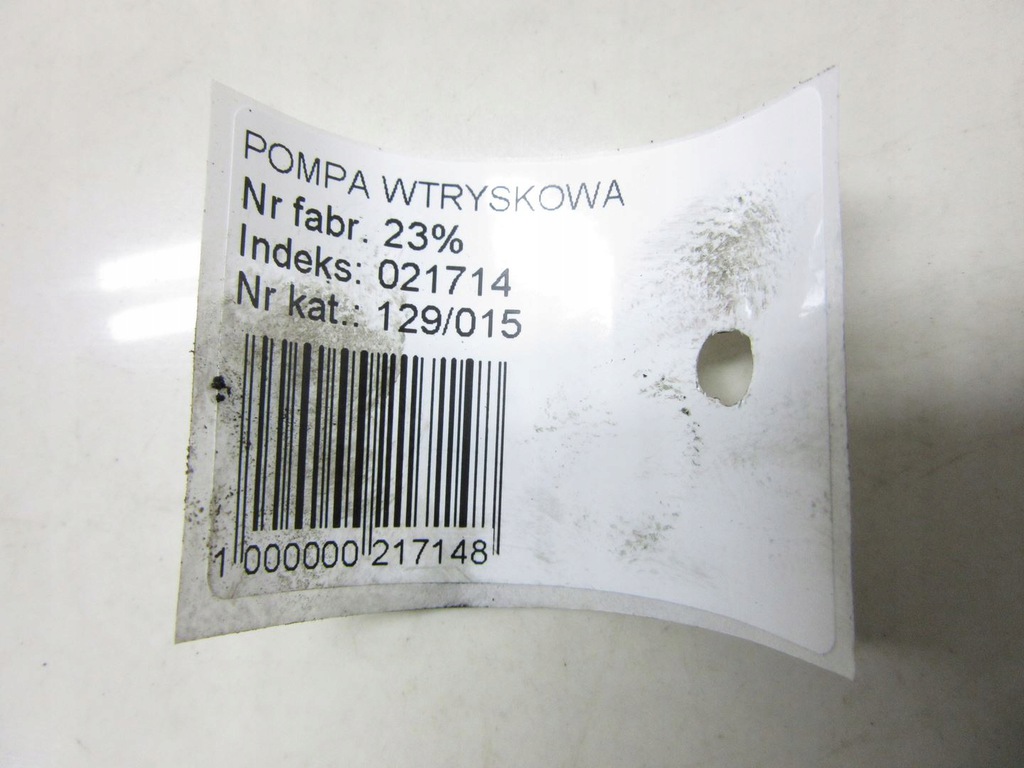 POMPA WTRYSKOWA
Nr fabr. 23%
Indeks: 021714
Nr kat.: 129/015
1 000000 217148